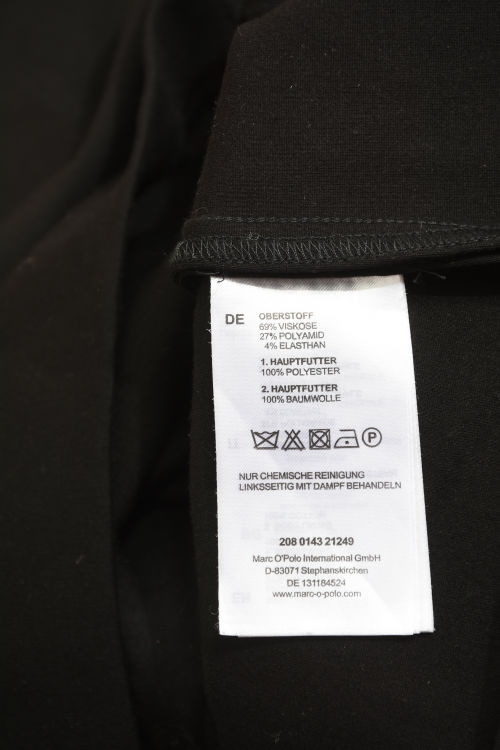 DE OBERSTOFF
69% VISKOSE
27% POLYAMID
4% ELASTHAN
1. HAUPTFUTTER
100% POLYESTER
2. HAUPTFUTTER
100% BAUMWOLLE
P
NUR CHEMISCHE REINIGUNG
LINKSSEITIG MIT DAMPF BEHANDELN
208 0143 21249
Marc O'Polo International GmbH
D-83071 Stephanskirchen
DE 131184524
www.marc-o-polo.com